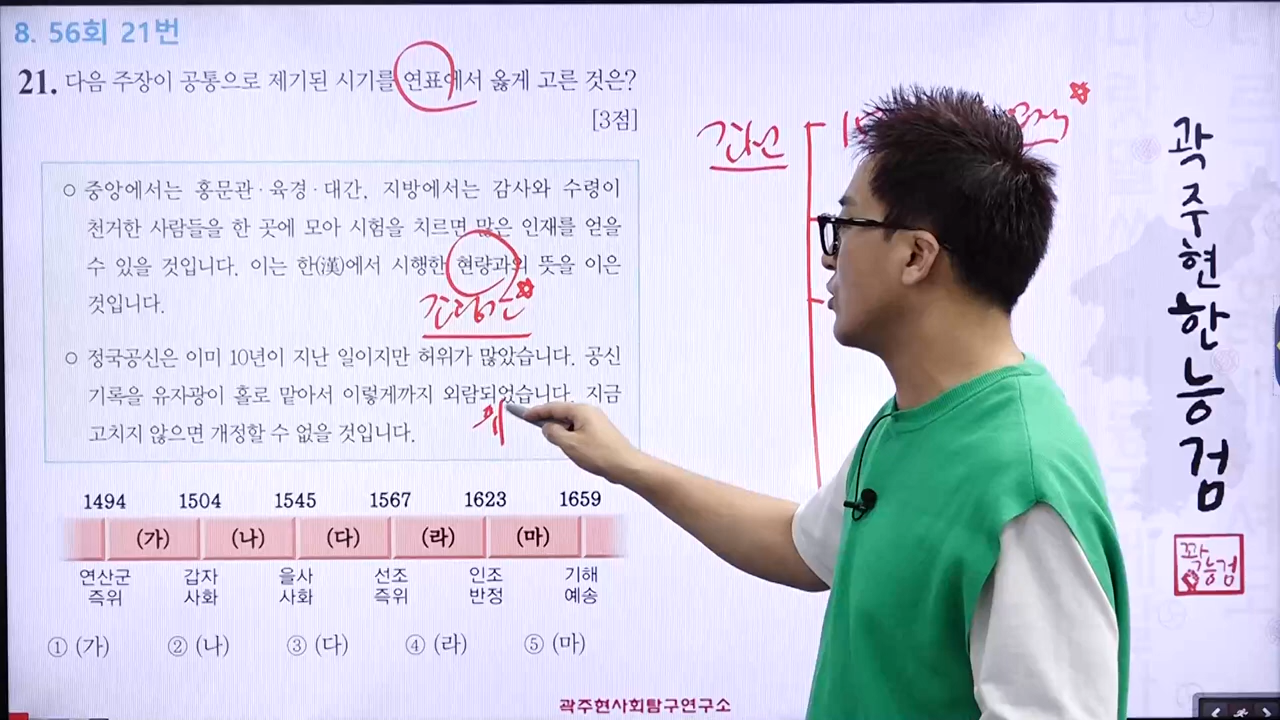 8. 56회 21번
21. 다음 주장이 공통으로 제기된 시기를 연표에서 옳게 고른 것은?
[3점]
○ 중앙에서는 홍문관·육경·대간, 지방에서는 감사와 수령이
천거한 사람들을 한 곳에 모아 시험을 치르면 많은 인재를 얻을
수 있을 것입니다. 이는 한(漢)에서 시행한 현량과의 뜻을 이은
것입니다.
조광조
○ 정국공신은 이미 10년이 지난 일이지만 허위가 많았습니다. 공신
기록을 유자광이 홀로 맡아서 이렇게까지 외람되었습니다. 지금
고치지 않으면 개정할 수 없을 것입니다.
위
1494 1504 1545 1567 1623 1659
(가) (나) (다) (라) (마)
연산군 갑자 을사 선조 인조 기해
즉위 사화 사화 즉위 반정 예송
① (가) ② (나) ③ (다) ④ (라) ⑤ (마)
조선
곽주현한능검
꽉
능검
곽주현사회탐구연구소